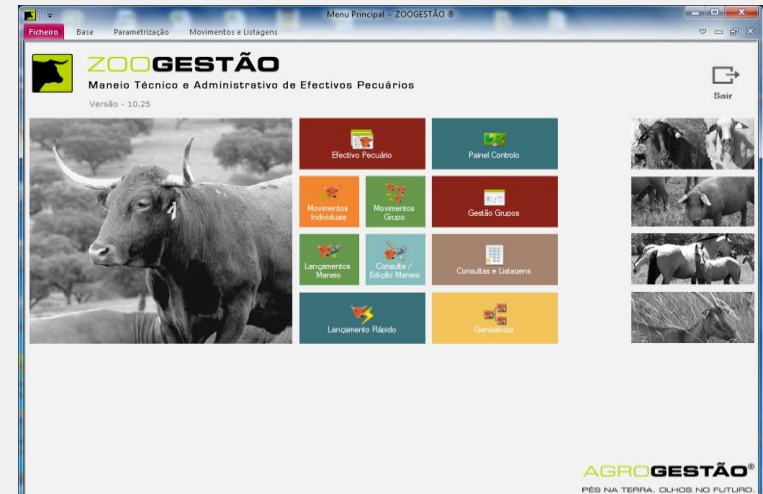 Menu Principal - ZOOGESTÃO ®
Ficheiro Base Parametrização Movimentos e Listagens
ZOOGESTÃO
Maneio Técnico e Administrativo de Efectivos Pecuários
Versão - 10.25
Sair
Efectivo Pecuário
Painel Controlo
Movimentos Individuais
Movimentos Grupo
Gestão Grupos
Lançamentos Maneio
Consulta / Edição Maneio
Consultas e Listagens
Lançamento Rápido
Genealogia
AGROGESTÃO®
PÉS NA TERRA. OLHOS NO FUTURO.